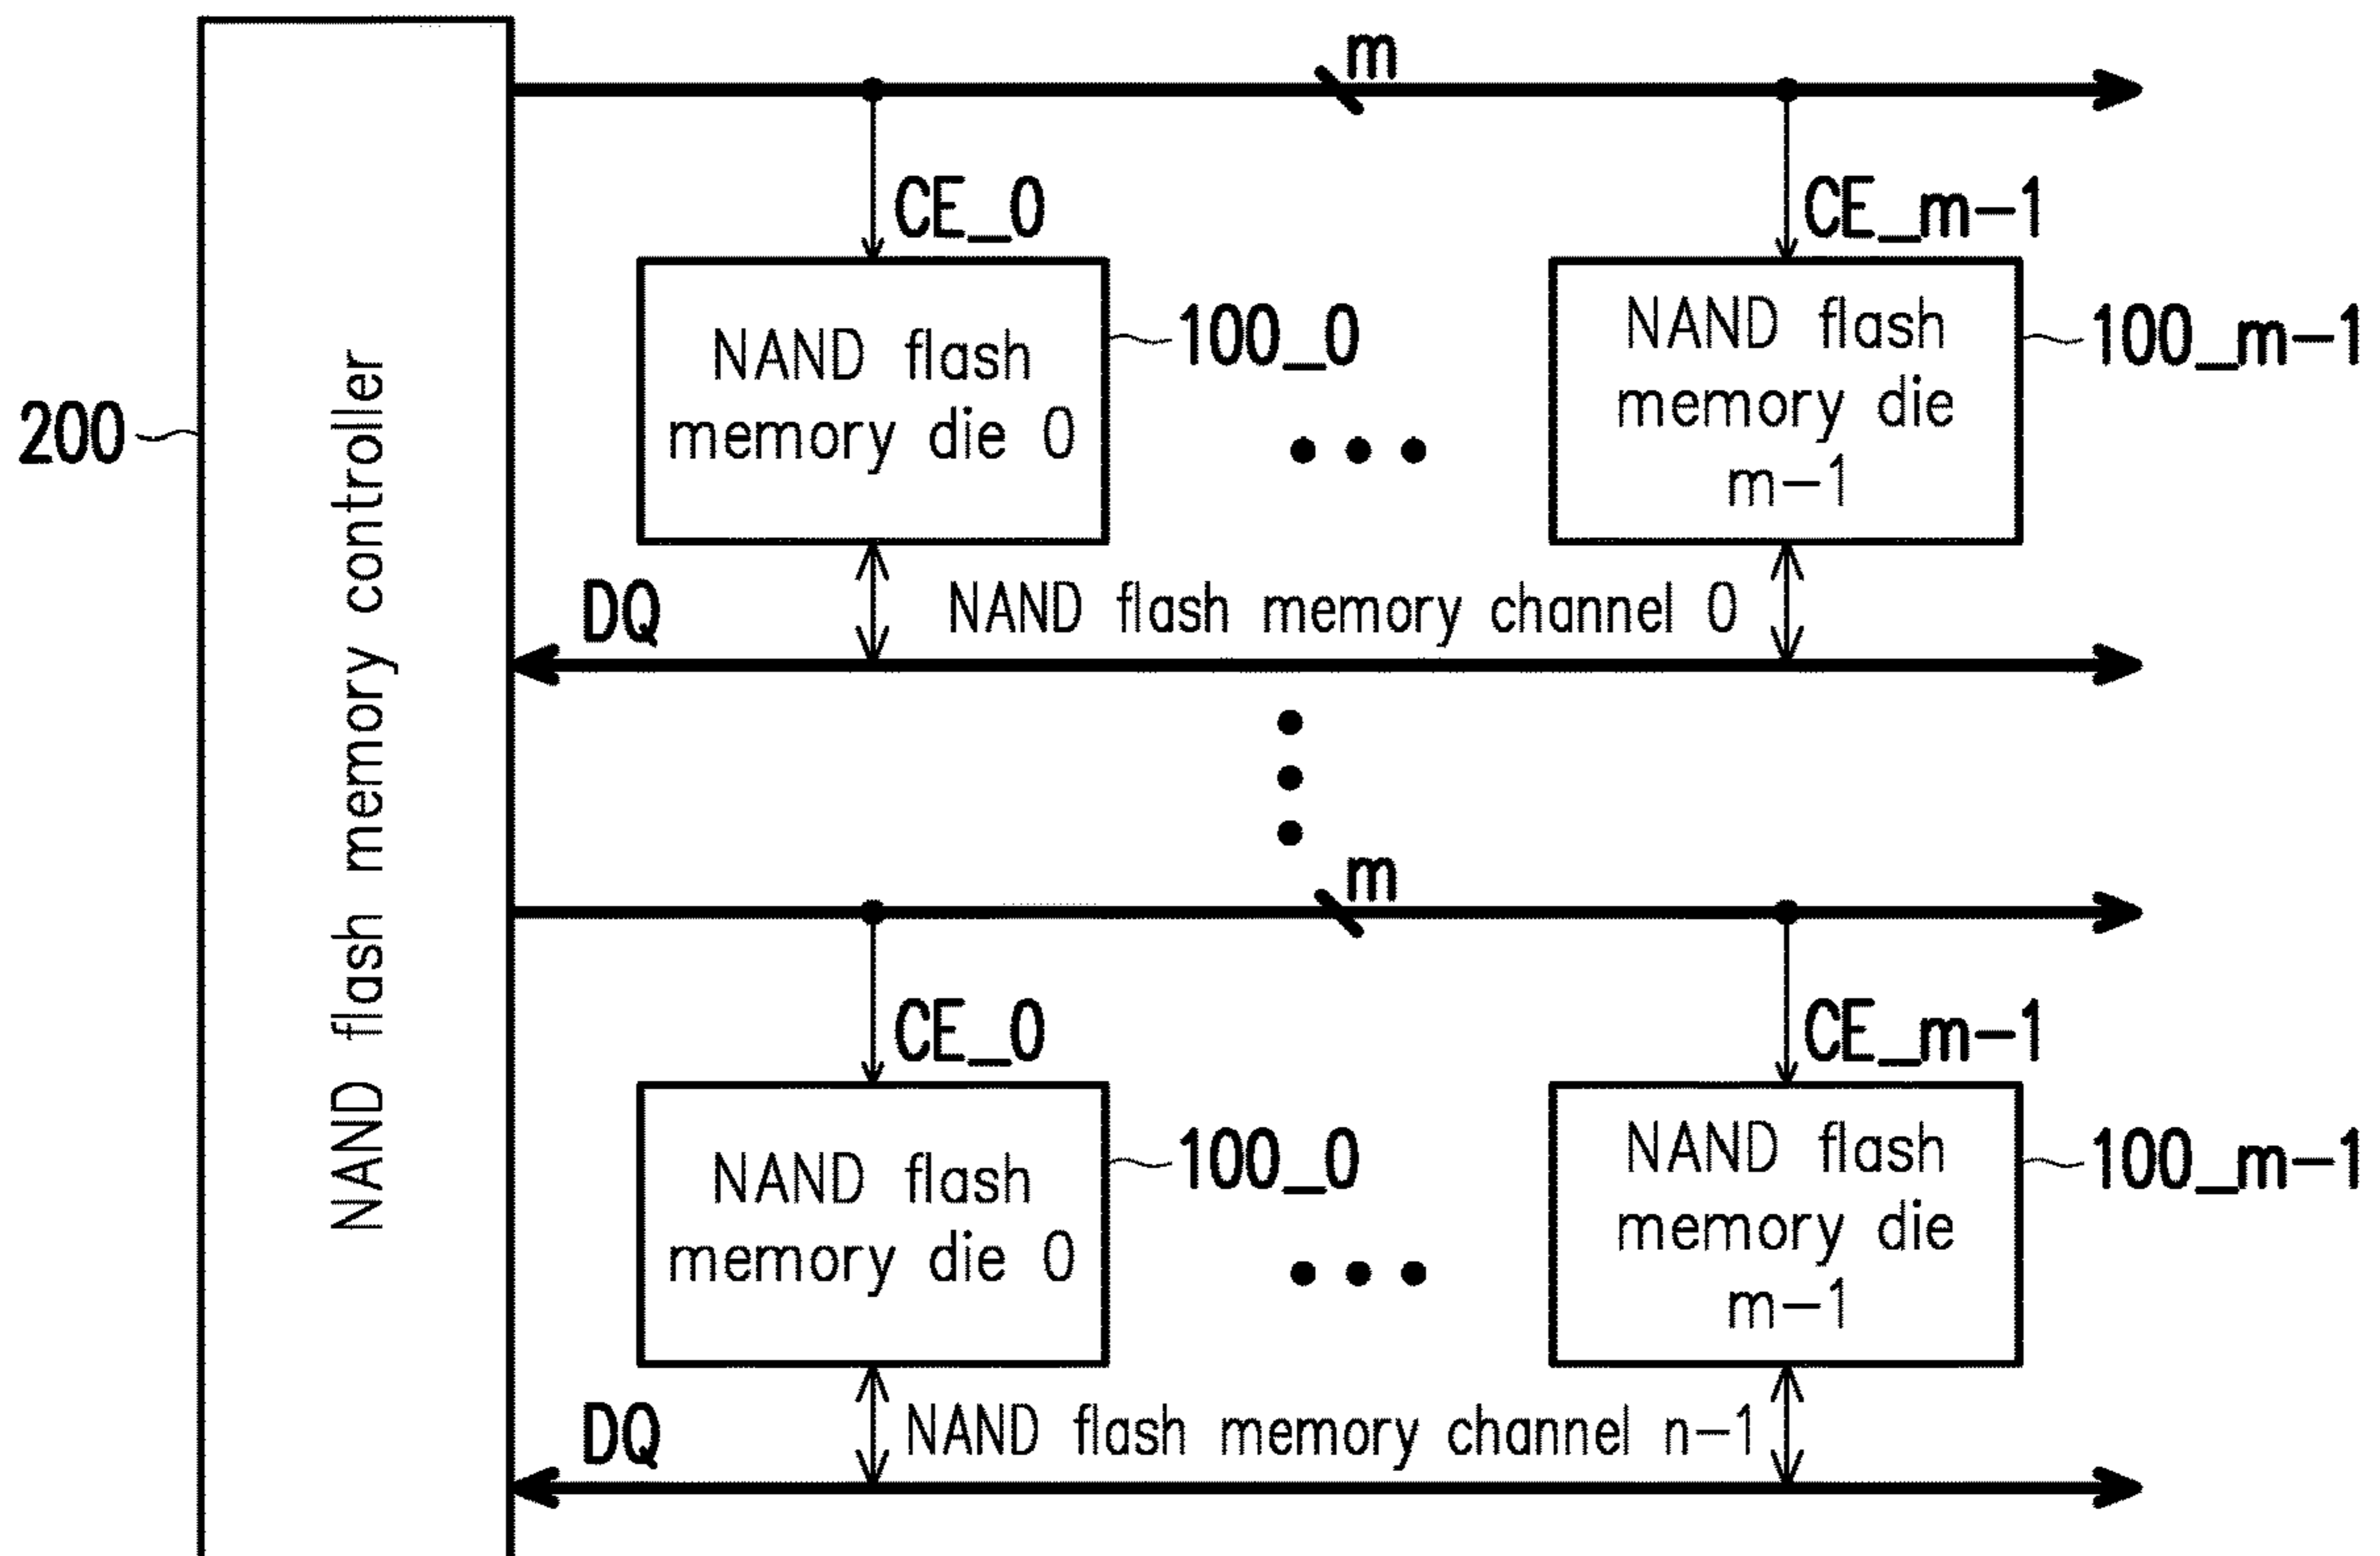 m
CE_0
CE_m-1
NAND flash
memory die 0
100_0
NAND flash
memory die
m-1
100_m-1
200
NAND flash memory controller
DQ
NAND flash memory channel 0
m
CE_0
CE_m-1
NAND flash
memory die 0
100_0
NAND flash
memory die
m-1
100_m-1
DQ
NAND flash memory channel n-1